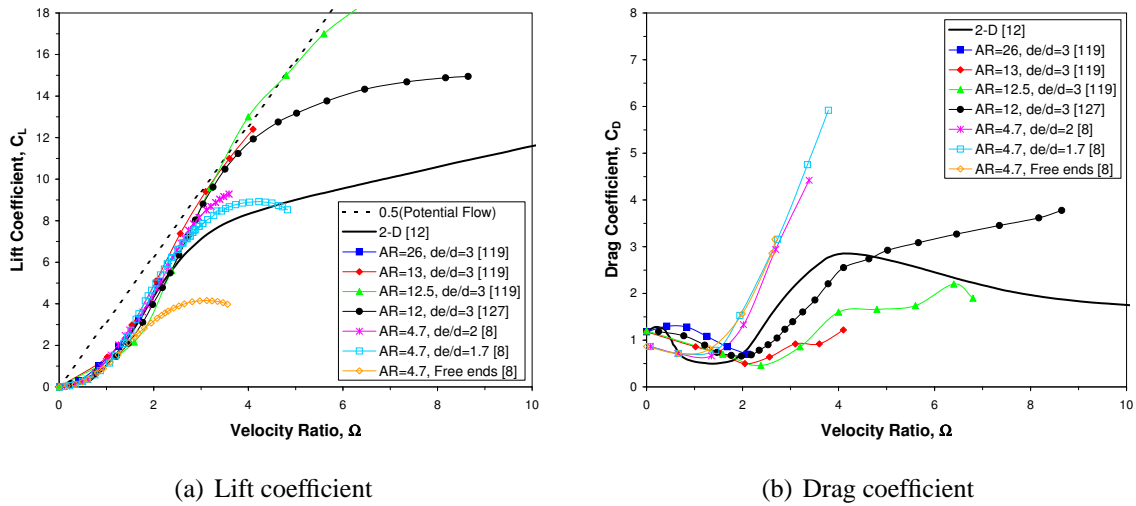 18
16
14
12
10
8
6
4
2
0
0 2 4 6 8 10
Lift Coefficient, C_L
Velocity Ratio, Ω
0.5(Potential Flow)
2-D [12]
AR=26, de/d=3 [119]
AR=13, de/d=3 [119]
AR=12.5, de/d=3 [119]
AR=12, de/d=3 [127]
AR=4.7, de/d=2 [8]
AR=4.7, de/d=1.7 [8]
AR=4.7, Free ends [8]
(a) Lift coefficient
8
7
6
5
4
3
2
1
0
0 2 4 6 8 10
Drag Coefficient, C_D
Velocity Ratio, Ω
2-D [12]
AR=26, de/d=3 [119]
AR=13, de/d=3 [119]
AR=12.5, de/d=3 [119]
AR=12, de/d=3 [127]
AR=4.7, de/d=2 [8]
AR=4.7, de/d=1.7 [8]
AR=4.7, Free ends [8]
(b) Drag coefficient